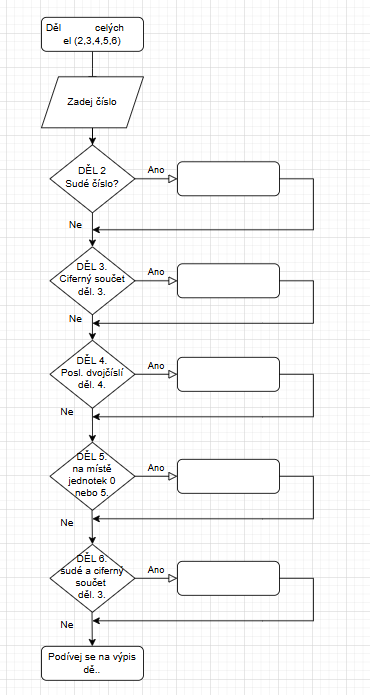 Děl celých
el (2,3,4,5,6)
Zadej číslo
DĚL 2
Sudé číslo?
Ano
Ne
DĚL 3.
Ciferný součet
děl. 3.
Ano
Ne
DĚL 4.
Posl. dvojčíslí
děl. 4.
Ano
Ne
DĚL 5.
na místě
jednotek 0
nebo 5.
Ano
Ne
DĚL 6.
sudé a ciferný
součet
děl. 3.
Ano
Ne
Podívej se na výpis
dě..